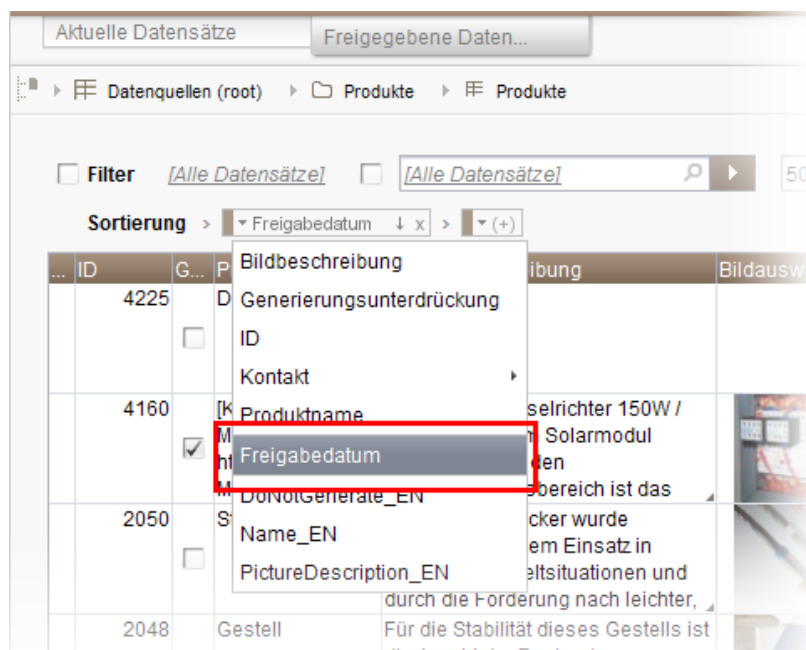 Aktuelle Datensätze
Freigegebene Daten...
Datenquellen (root)
Produkte
Produkte
Filter [Alle Datensätze] [Alle Datensätze] 50
Sortierung > Freigabedatum ↓ x > (+)
... ID G... ibung Bildausw
Bildbeschreibung
Generierungsunterdrückung
ID
Kontakt
Produktname
Freigabedatum
DoNotGenerate_EN
Name_EN
PictureDescription_EN
4225 D
4160 [K selrichter 150W /
M Solarmodul
ht den
M bereich ist das
2050 S cker wurde
em Einsatz in
eltsituationen und
durch die Forderung nach leichter,
2048 Gestell Für die Stabilität dieses Gestells ist